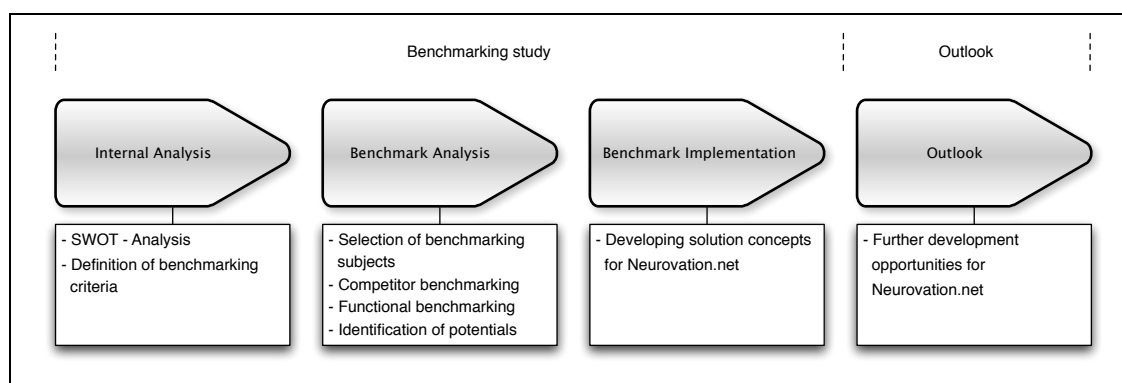 Benchmarking study
Outlook
Internal Analysis
Benchmark Analysis
Benchmark Implementation
Outlook
- SWOT - Analysis
- Definition of benchmarking
criteria
- Selection of benchmarking
subjects
- Competitor benchmarking
- Functional benchmarking
- Identification of potentials
- Developing solution concepts
for Neurovation.net
- Further development
opportunities for
Neurovation.net